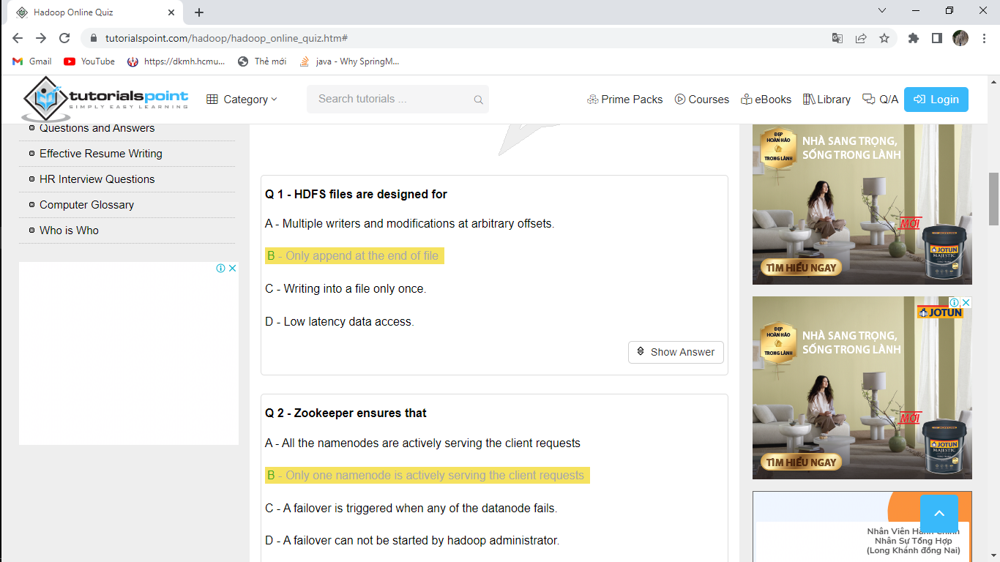 Hadoop Online Quiz
tutorialspoint.com/hadoop/hadoop_online_quiz.htm#
Gmail
YouTube
https://dkmh.hcmu...
Thẻ mới
java - Why SpringM...
tutorialspoint
SIMPLY EASY LEARNING
Category
Search tutorials ...
Prime Packs
Courses
eBooks
Library
Q/A
Login
Questions and Answers
Effective Resume Writing
HR Interview Questions
Computer Glossary
Who is Who
Q 1 - HDFS files are designed for
A - Multiple writers and modifications at arbitrary offsets.
B - Only append at the end of file
C - Writing into a file only once.
D - Low latency data access.
Show Answer
Q 2 - Zookeeper ensures that
A - All the namenodes are actively serving the client requests
B - Only one namenode is actively serving the client requests
C - A failover is triggered when any of the datanode fails.
D - A failover can not be started by hadoop administrator.
ĐẸP
HOÀN HẢO
TRONG LÀNH
NHÀ SANG TRỌNG,
SỐNG TRONG LÀNH
MỚI
JOTUN
MAJESTIC
TÌM HIỂU NGAY
JOTUN
ĐẸP
HOÀN HẢO
TRONG LÀNH
NHÀ SANG TRỌNG,
SỐNG TRONG LÀNH
MỚI
JOTUN
MAJESTIC
TÌM HIỂU NGAY
Nhân Viên Hành Chính
Nhân Sự Tổng Hợp
(Long Khánh đồng Nai)